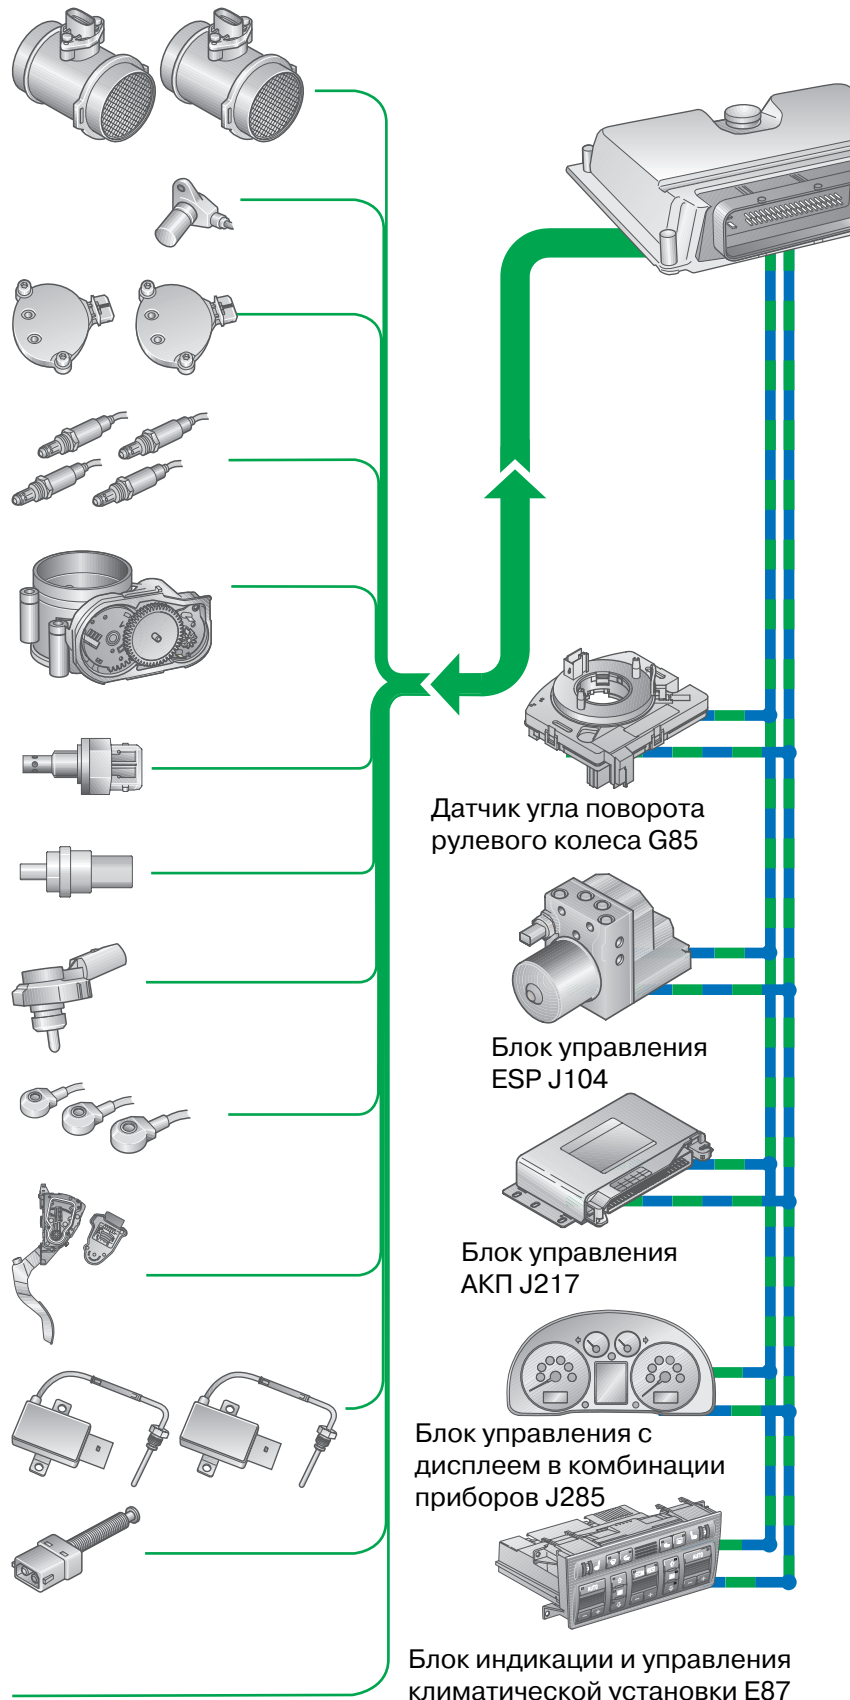 Датчик угла поворота
рулевого колеса G85
Блок управления
ESP J104
Блок управления
АКП J217
Блок управления с
дисплеем в комбинации
приборов J285
Блок индикации и управления
климатической установки E87